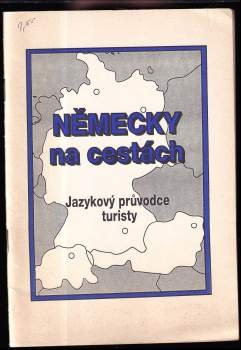 NĚMECKY
na cestách
Jazykový průvodce
turisty